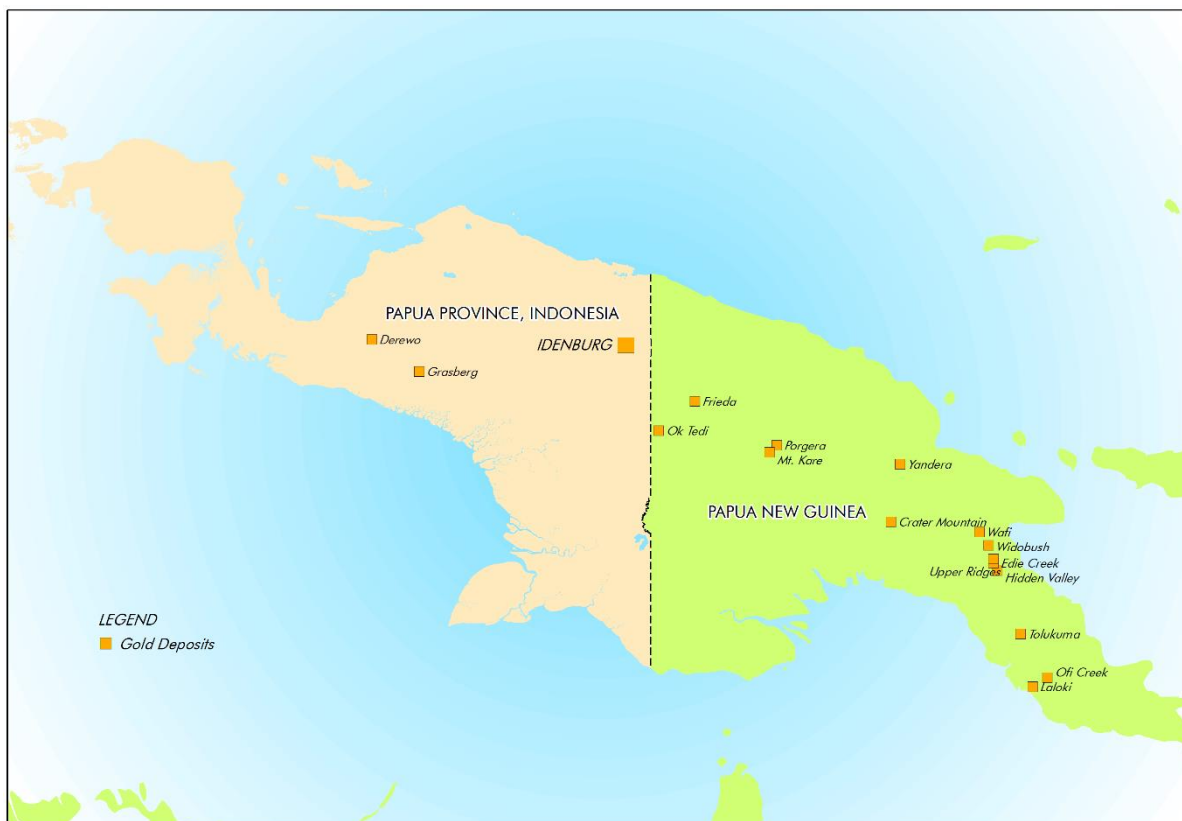 PAPUA PROVINCE, INDONESIA
Derewo
IDENBURG
Grasberg
Frieda
Ok Tedi
Porgera
Mt. Kare
Yandera
PAPUA NEW GUINEA
Crater Mountain
Wafi
Widobush
Edie Creek
Upper Ridges
Hidden Valley
LEGEND
Gold Deposits
Tolukuma
Ofi Creek
Laloki